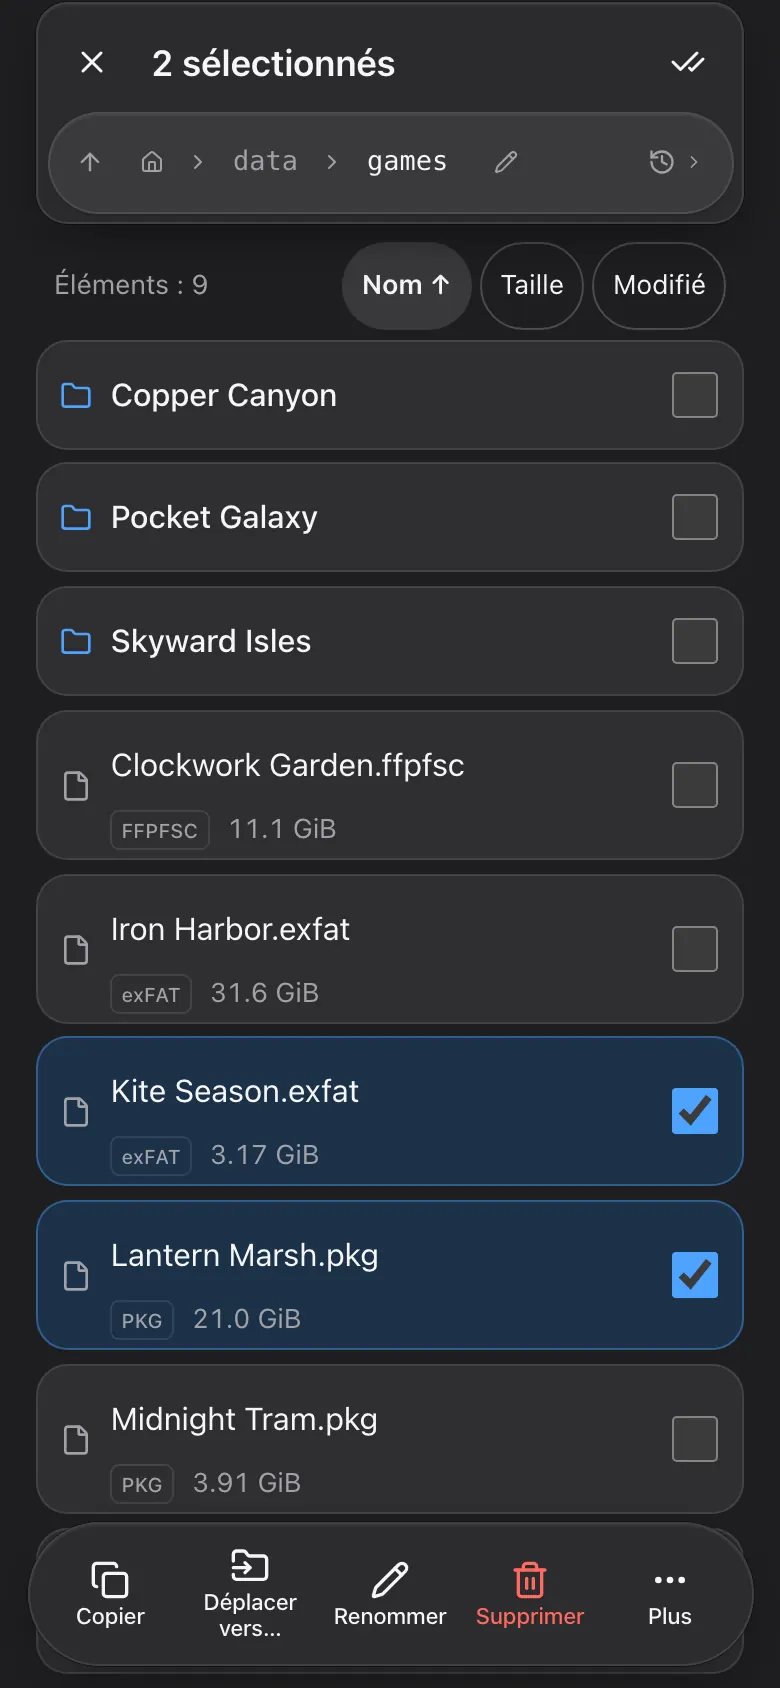 2 sélectionnés
data
games
Éléments : 9
Nom ↑
Taille
Modifié
Copper Canyon
Pocket Galaxy
Skyward Isles
Clockwork Garden.ffpfsc
FFPFSC 11.1 GiB
Iron Harbor.exfat
exFAT 31.6 GiB
Kite Season.exfat
exFAT 3.17 GiB
Lantern Marsh.pkg
PKG 21.0 GiB
Midnight Tram.pkg
PKG 3.91 GiB
Copier
Déplacer
vers...
Renommer
Supprimer
Plus